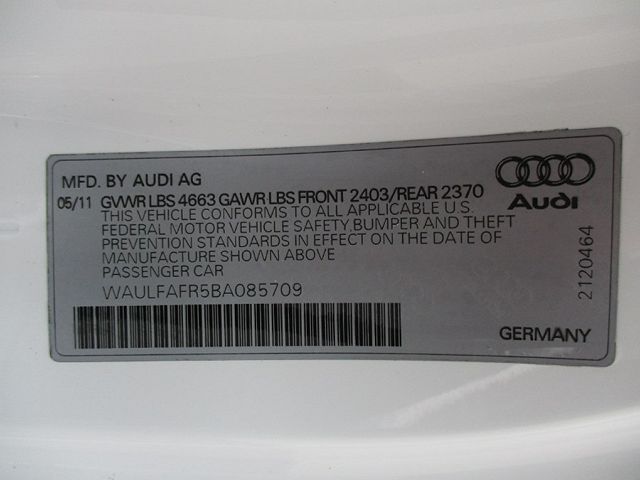 MFD. BY AUDI AG
05/11 GVWR LBS 4663 GAWR LBS FRONT 2403/REAR 2370
THIS VEHICLE CONFORMS TO ALL APPLICABLE U.S.
FEDERAL MOTOR VEHICLE SAFETY,BUMPER AND THEFT
PREVENTION STANDARDS IN EFFECT ON THE DATE OF
MANUFACTURE SHOWN ABOVE
PASSENGER CAR
WAULFAFR5BA085709
Audi
2120464
GERMANY